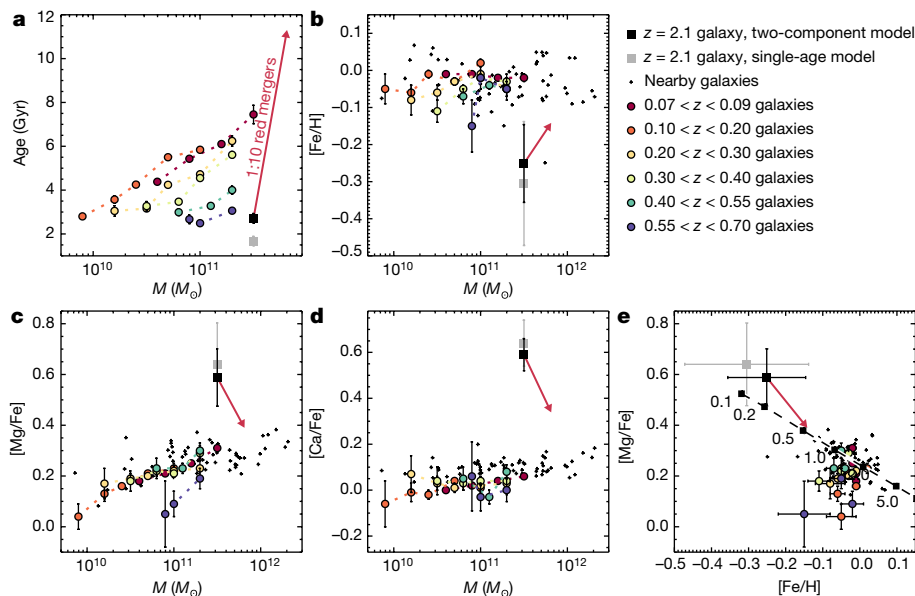 a
8
6
4
2
Age (Gyr)
10^10
10^11
M (M⊙)
1:10 red mergers
b
0.1
0.0
−0.1
−0.2
−0.3
−0.4
−0.5
[Fe/H]
10^10
10^11
10^12
M (M⊙)
z = 2.1 galaxy, two-component model
z = 2.1 galaxy, single-age model
Nearby galaxies
0.07 < z < 0.09 galaxies
0.10 < z < 0.20 galaxies
0.20 < z < 0.30 galaxies
0.30 < z < 0.40 galaxies
0.40 < z < 0.55 galaxies
0.55 < z < 0.70 galaxies
12
10
c
0.8
0.6
0.4
0.2
0.0
[Mg/Fe]
10^10
10^11
10^12
M (M⊙)
d
0.8
0.6
0.4
0.2
0.0
−0.2
[Ca/Fe]
10^10
10^11
10^12
M (M⊙)
e
0.8
0.6
0.4
0.2
0.0
[Mg/Fe]
0.1
0.2
0.5
1.0
5.0
−0.5 −0.4 −0.3 −0.2 −0.1 0.0 0.1
[Fe/H]